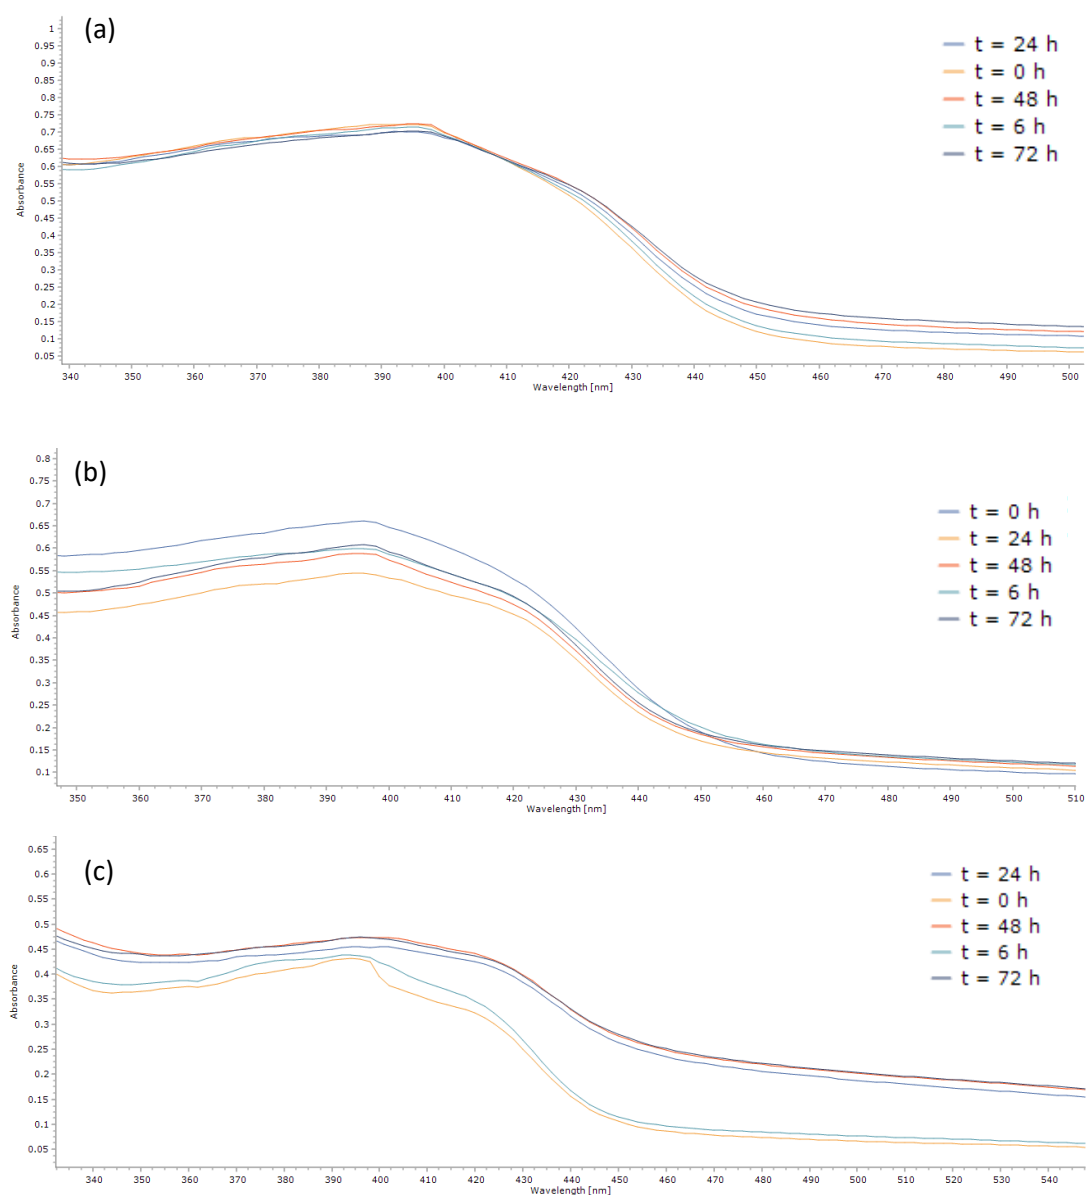 (a)
1
0.95
0.9
0.85
0.8
0.75
0.7
0.65
0.6
0.55
0.5
0.45
0.4
0.35
0.3
0.25
0.2
0.15
0.1
0.05
Absorbance
340 350 360 370 380 390 400 410 420 430 440 450 460 470 480 490 500
Wavelength [nm]
t = 24 h
t = 0 h
t = 48 h
t = 6 h
t = 72 h
(b)
0.8
0.75
0.7
0.65
0.6
0.55
0.5
0.45
0.4
0.35
0.3
0.25
0.2
0.15
0.1
Absorbance
350 360 370 380 390 400 410 420 430 440 450 460 470 480 490 500 510
Wavelength [nm]
t = 0 h
t = 24 h
t = 48 h
t = 6 h
t = 72 h
(c)
0.65
0.6
0.55
0.5
0.45
0.4
0.35
0.3
0.25
0.2
0.15
0.1
0.05
Absorbance
340 350 360 370 380 390 400 410 420 430 440 450 460 470 480 490 500 510 520 530 540
Wavelength [nm]
t = 24 h
t = 0 h
t = 48 h
t = 6 h
t = 72 h